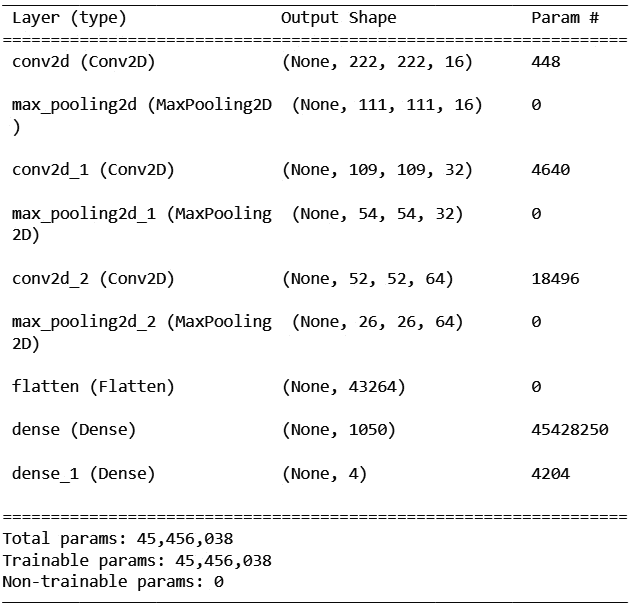 Layer (type) Output Shape Param #
=================================================================
conv2d (Conv2D) (None, 222, 222, 16) 448
max_pooling2d (MaxPooling2D (None, 111, 111, 16) 0
)
conv2d_1 (Conv2D) (None, 109, 109, 32) 4640
max_pooling2d_1 (MaxPooling (None, 54, 54, 32) 0
2D)
conv2d_2 (Conv2D) (None, 52, 52, 64) 18496
max_pooling2d_2 (MaxPooling (None, 26, 26, 64) 0
2D)
flatten (Flatten) (None, 43264) 0
dense (Dense) (None, 1050) 45428250
dense_1 (Dense) (None, 4) 4204
=================================================================
Total params: 45,456,038
Trainable params: 45,456,038
Non-trainable params: 0